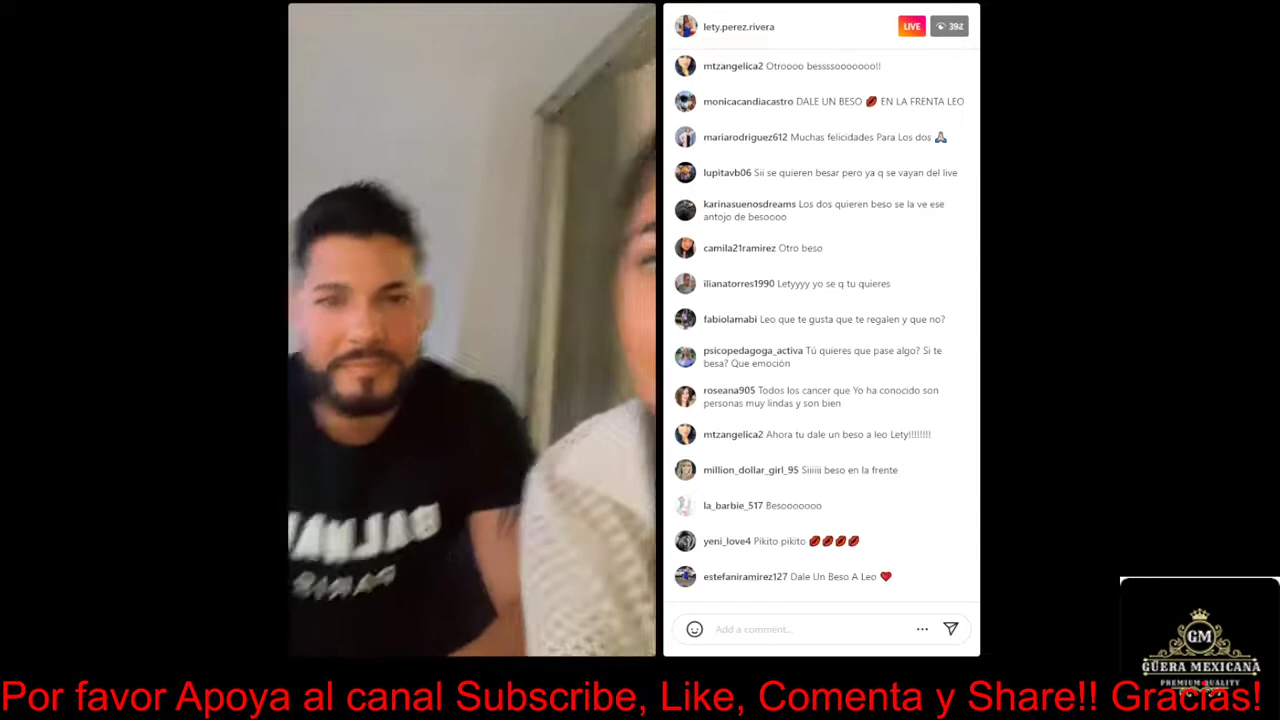 lety.perez.rivera
LIVE
392
mtzangelica2 Otroooo bessssooooooo!!
monicacandiacastro DALE UN BESO 💋 EN LA FRENTA LEO
mariarodriguez612 Muchas felicidades Para Los dos 🙏🏻
lupitavb06 Sii se quieren besar pero ya q se vayan del live
karinasuenosdreams Los dos quieren beso se la ve ese
antojo de besoooo
camila21ramirez Otro beso
ilianatorres1990 Letyyyy yo se q tu quieres
fabiolamabi Leo que te gusta que te regalen y que no?
psicopedagoga_activa Tú quieres que pase algo? Si te
besa? Que emoción
roseana905 Todos los cancer que Yo ha conocido son
personas muy lindas y son bien
mtzangelica2 Ahora tu dale un beso a leo Lety!!!!!!!!
million_dollar_girl_95 Siiiiii beso en la frente
la_barbie_517 Besooooooo
yeni_love4 Pikito pikito 💋💋💋💋
estefaniramirez127 Dale Un Beso A Leo ❤️
Add a comment...
GM
GÜERA MEXICANA
PREMIUM QUALITY
Por favor Apoya al canal Subscribe, Like, Comenta y Share!! Gracias!